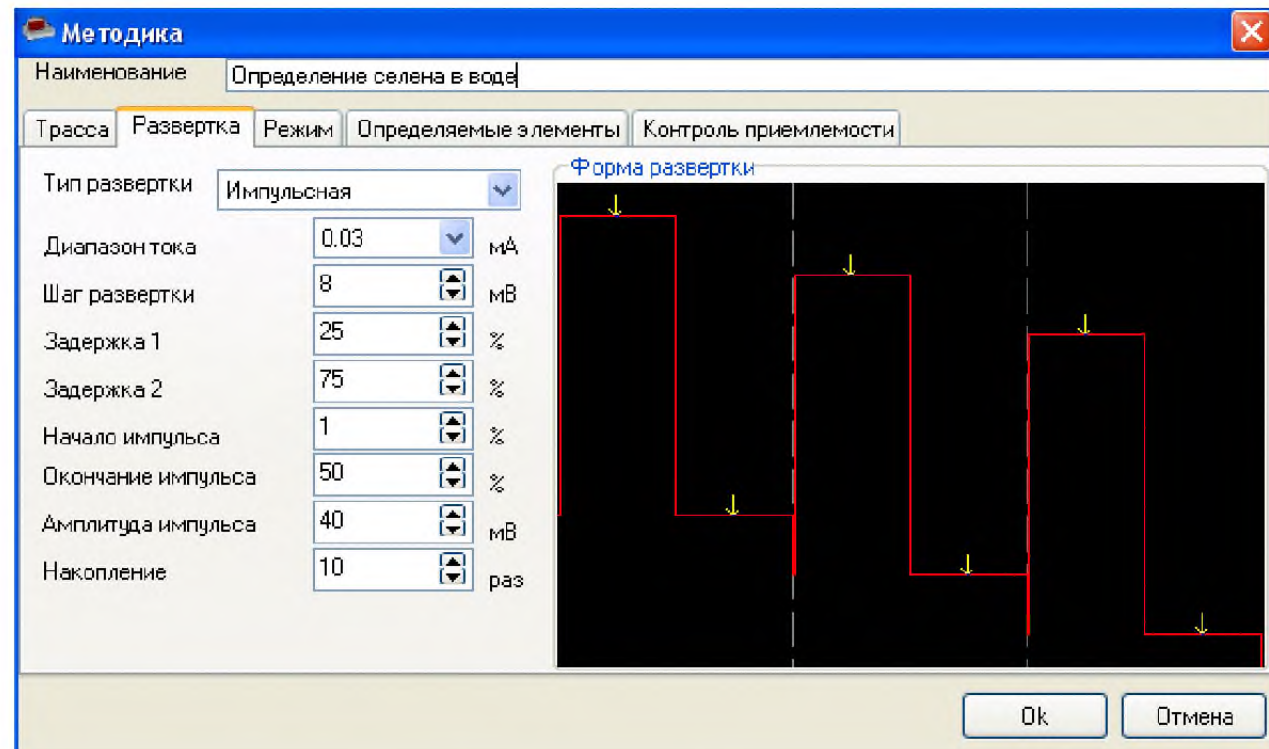 Методика
Наименование Определение селена в воде
Трасса Развертка Режим Определяемые элементы Контроль приемлемости
Тип развертки Импульсная
Форма развертки
Диапазон тока 0.03 мА
Шаг развертки 8 мВ
Задержка 1 25 %
Задержка 2 75 %
Начало импульса 1 %
Окончание импульса 50 %
Амплитуда импульса 40 мВ
Накопление 10 раз
Ok Отмена